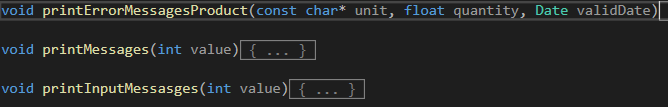 void printErrorMessagesProduct(const char* unit, float quantity, Date validDate)
void printMessages(int value){ ... }
void printInputMessasges(int value){ ... }